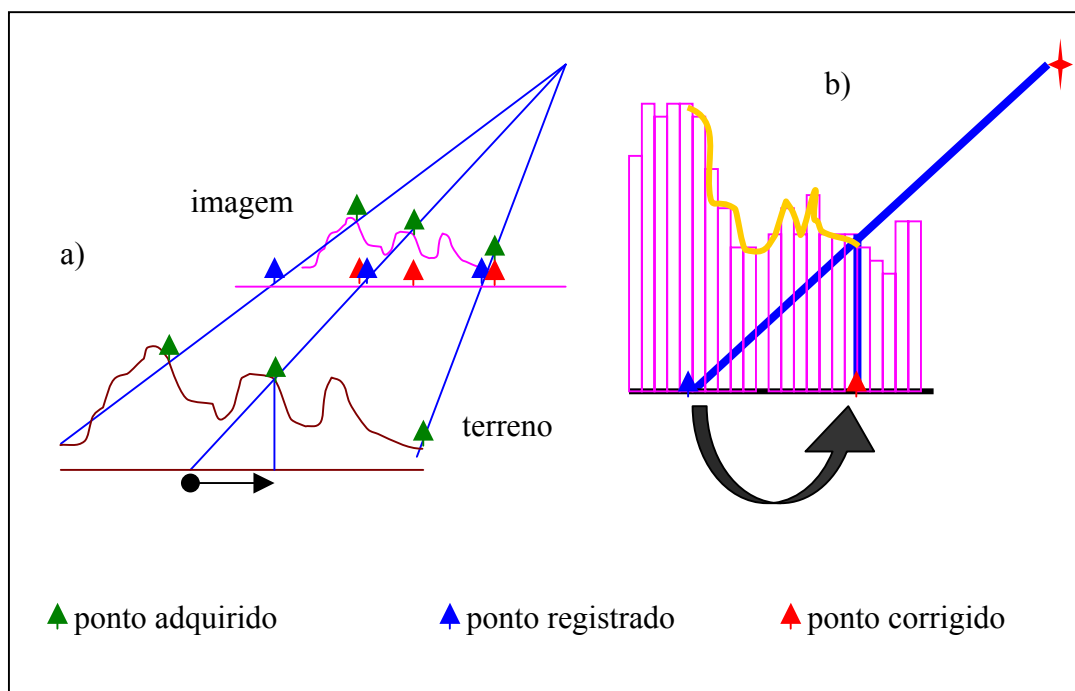 b)
imagem
a)
terreno
ponto adquirido
ponto registrado
ponto corrigido